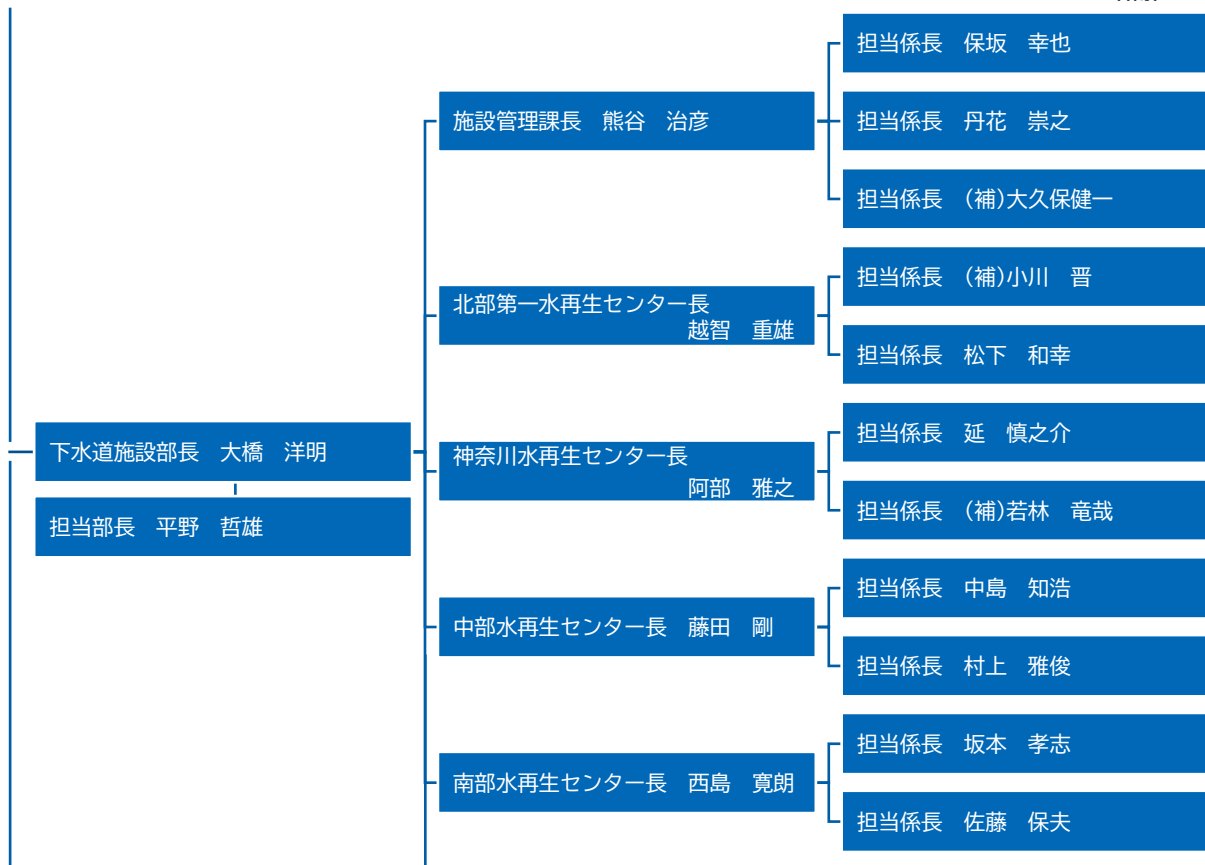 担当係長　保坂　幸也
施設管理課長　熊谷　治彦
担当係長　丹花　崇之
担当係長　(補)大久保健一
北部第一水再生センター長
越智　重雄
担当係長　(補)小川　晋
担当係長　松下　和幸
下水道施設部長　大橋　洋明
担当部長　平野　哲雄
神奈川水再生センター長
阿部　雅之
担当係長　延　慎之介
担当係長　(補)若林　竜哉
中部水再生センター長　藤田　剛
担当係長　中島　知浩
担当係長　村上　雅俊
南部水再生センター長　西島　寛朗
担当係長　坂本　孝志
担当係長　佐藤　保夫